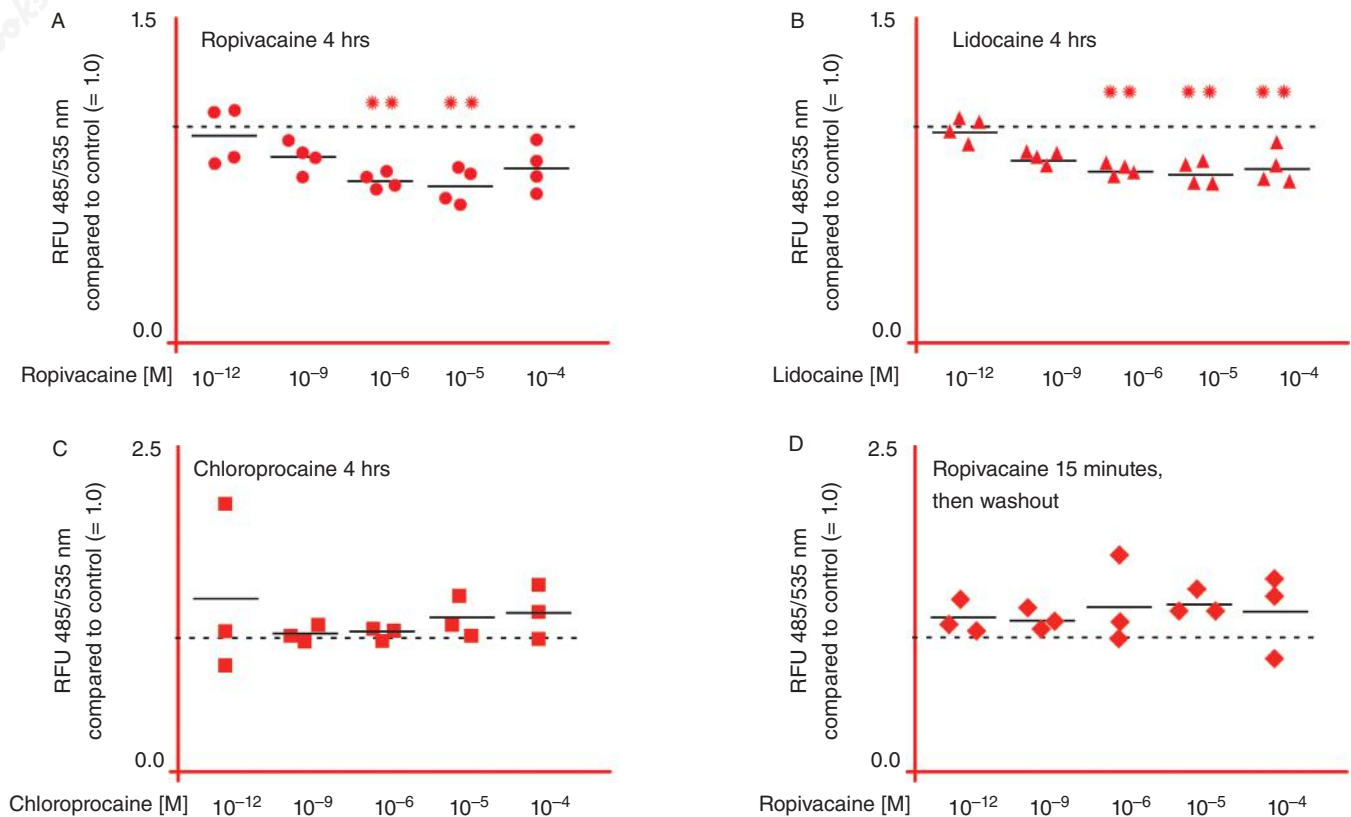 A
1.5
Ropivacaine 4 hrs
RFU 485/535 nm
compared to control (= 1.0)
** **
0.0
Ropivacaine [M] 10⁻¹² 10⁻⁹ 10⁻⁶ 10⁻⁵ 10⁻⁴
B
1.5
Lidocaine 4 hrs
RFU 485/535 nm
compared to control (= 1.0)
** ** **
0.0
Lidocaine [M] 10⁻¹² 10⁻⁹ 10⁻⁶ 10⁻⁵ 10⁻⁴
C
2.5
Chloroprocaine 4 hrs
RFU 485/535 nm
compared to control (= 1.0)
0.0
Chloroprocaine [M] 10⁻¹² 10⁻⁹ 10⁻⁶ 10⁻⁵ 10⁻⁴
D
2.5
Ropivacaine 15 minutes,
then washout
RFU 485/535 nm
compared to control (= 1.0)
0.0
Ropivacaine [M] 10⁻¹² 10⁻⁹ 10⁻⁶ 10⁻⁵ 10⁻⁴